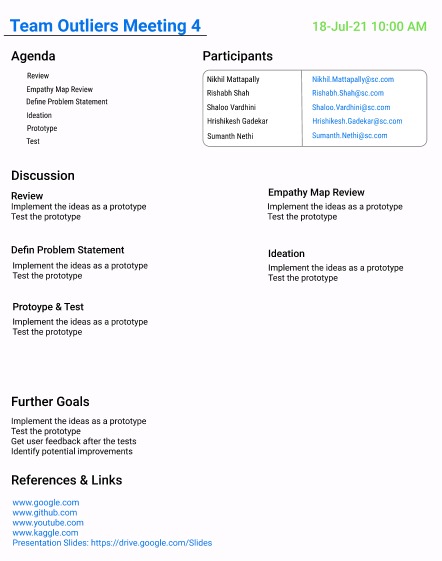 Team Outliers Meeting 4
18-Jul-21 10:00 AM
Agenda
Review
Empathy Map Review
Define Problem Statement
Ideation
Prototype
Test
Participants
Nikhil Mattapally Nikhil.Mattapally@sc.com
Rishabh Shah Rishabh.Shah@sc.com
Shaloo Vardhini Shaloo.Vardhini@sc.com
Hrishikesh Gadekar Hrishikesh.Gadekar@sc.com
Sumanth Nethi Sumanth.Nethi@sc.com
Discussion
Review
Implement the ideas as a prototype
Test the prototype
Empathy Map Review
Implement the ideas as a prototype
Test the prototype
Defin Problem Statement
Implement the ideas as a prototype
Test the prototype
Ideation
Implement the ideas as a prototype
Test the prototype
Protoype & Test
Implement the ideas as a prototype
Test the prototype
Further Goals
Implement the ideas as a prototype
Test the prototype
Get user feedback after the tests
Identify potential improvements
References & Links
www.google.com
www.github.com
www.youtube.com
www.kaggle.com
Presentation Slides: https://drive.google.com/Slides